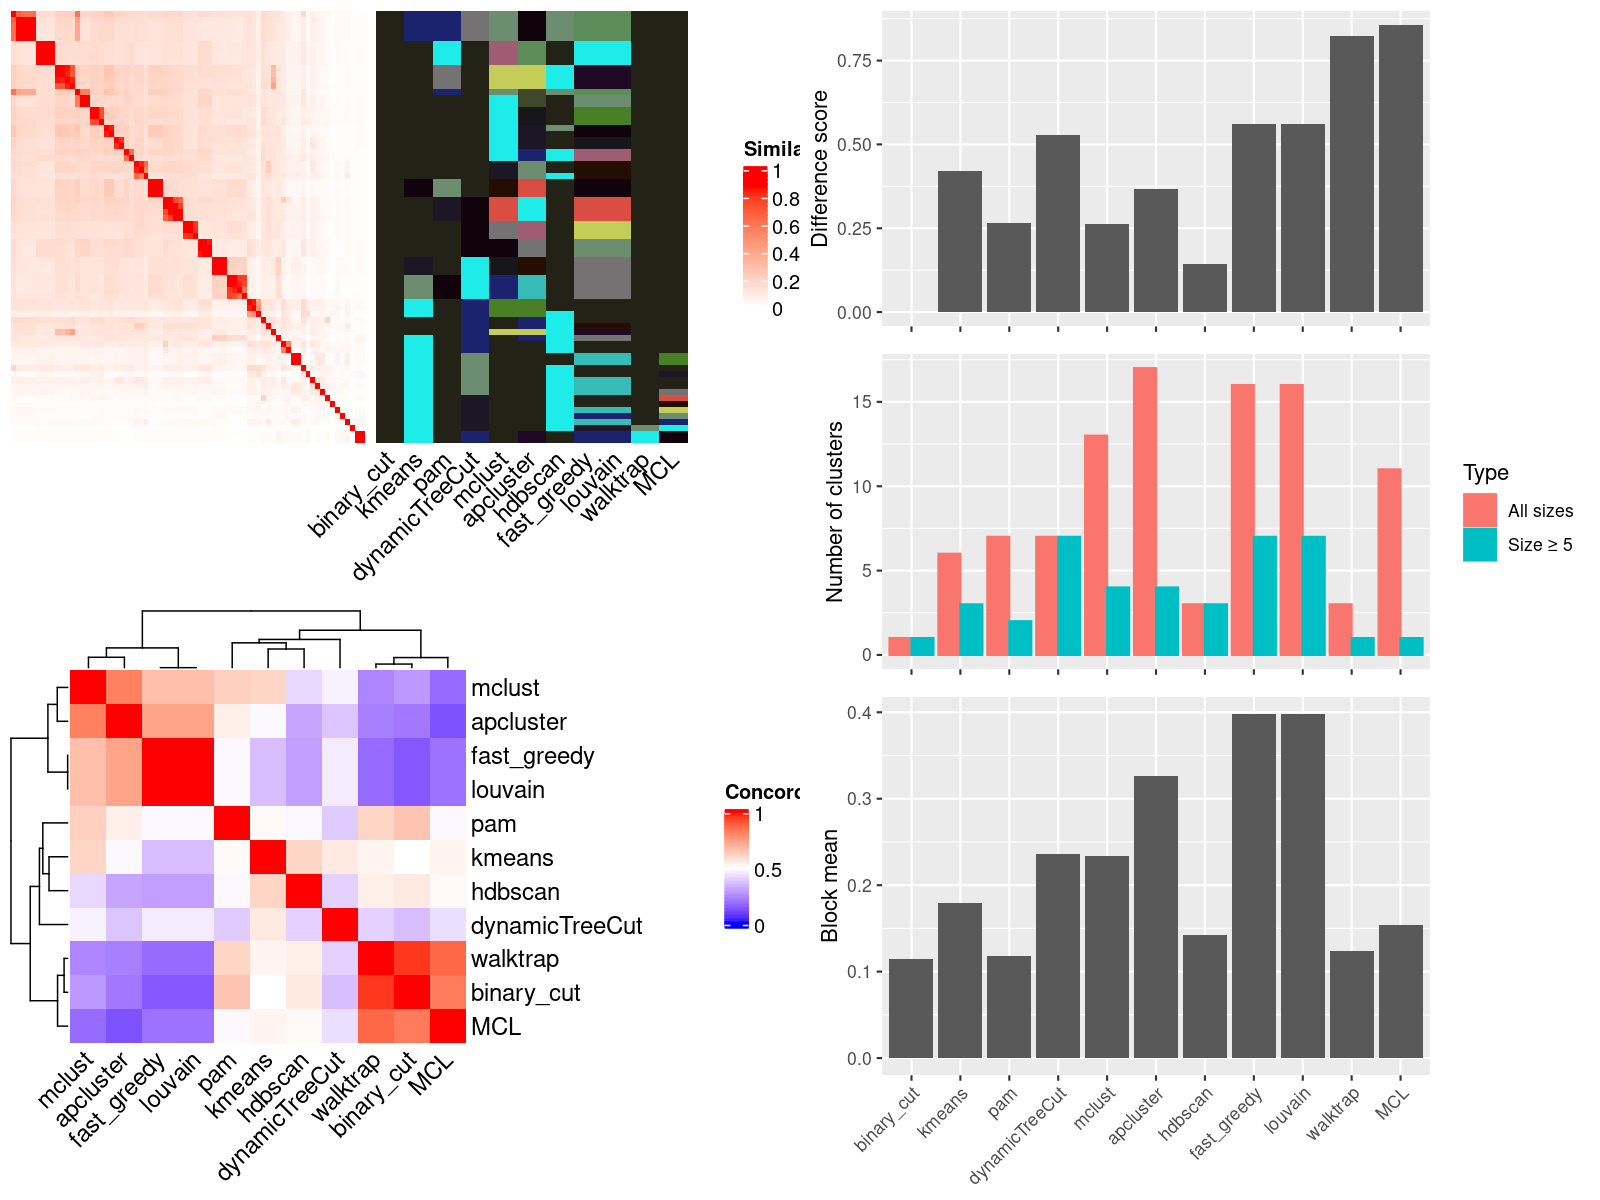 Simila
1
0.8
0.6
0.4
0.2
0
binary_cut
kmeans
pam
dynamicTreeCut
mclust
apcluster
hdbscan
fast_greedy
louvain
walktrap
MCL
mclust
apcluster
fast_greedy
louvain
pam
kmeans
hdbscan
dynamicTreeCut
walktrap
binary_cut
MCL
Concord
1
0.5
0
mclust
apcluster
fast_greedy
louvain
pam
kmeans
hdbscan
dynamicTreeCut
walktrap
binary_cut
MCL
Difference score
0.75
0.50
0.25
0.00
Number of clusters
15
10
5
0
Type
All sizes
Size ≥ 5
Block mean
0.4
0.3
0.2
0.1
0.0
binary_cut
kmeans
pam
dynamicTreeCut
mclust
apcluster
hdbscan
fast_greedy
louvain
walktrap
MCL